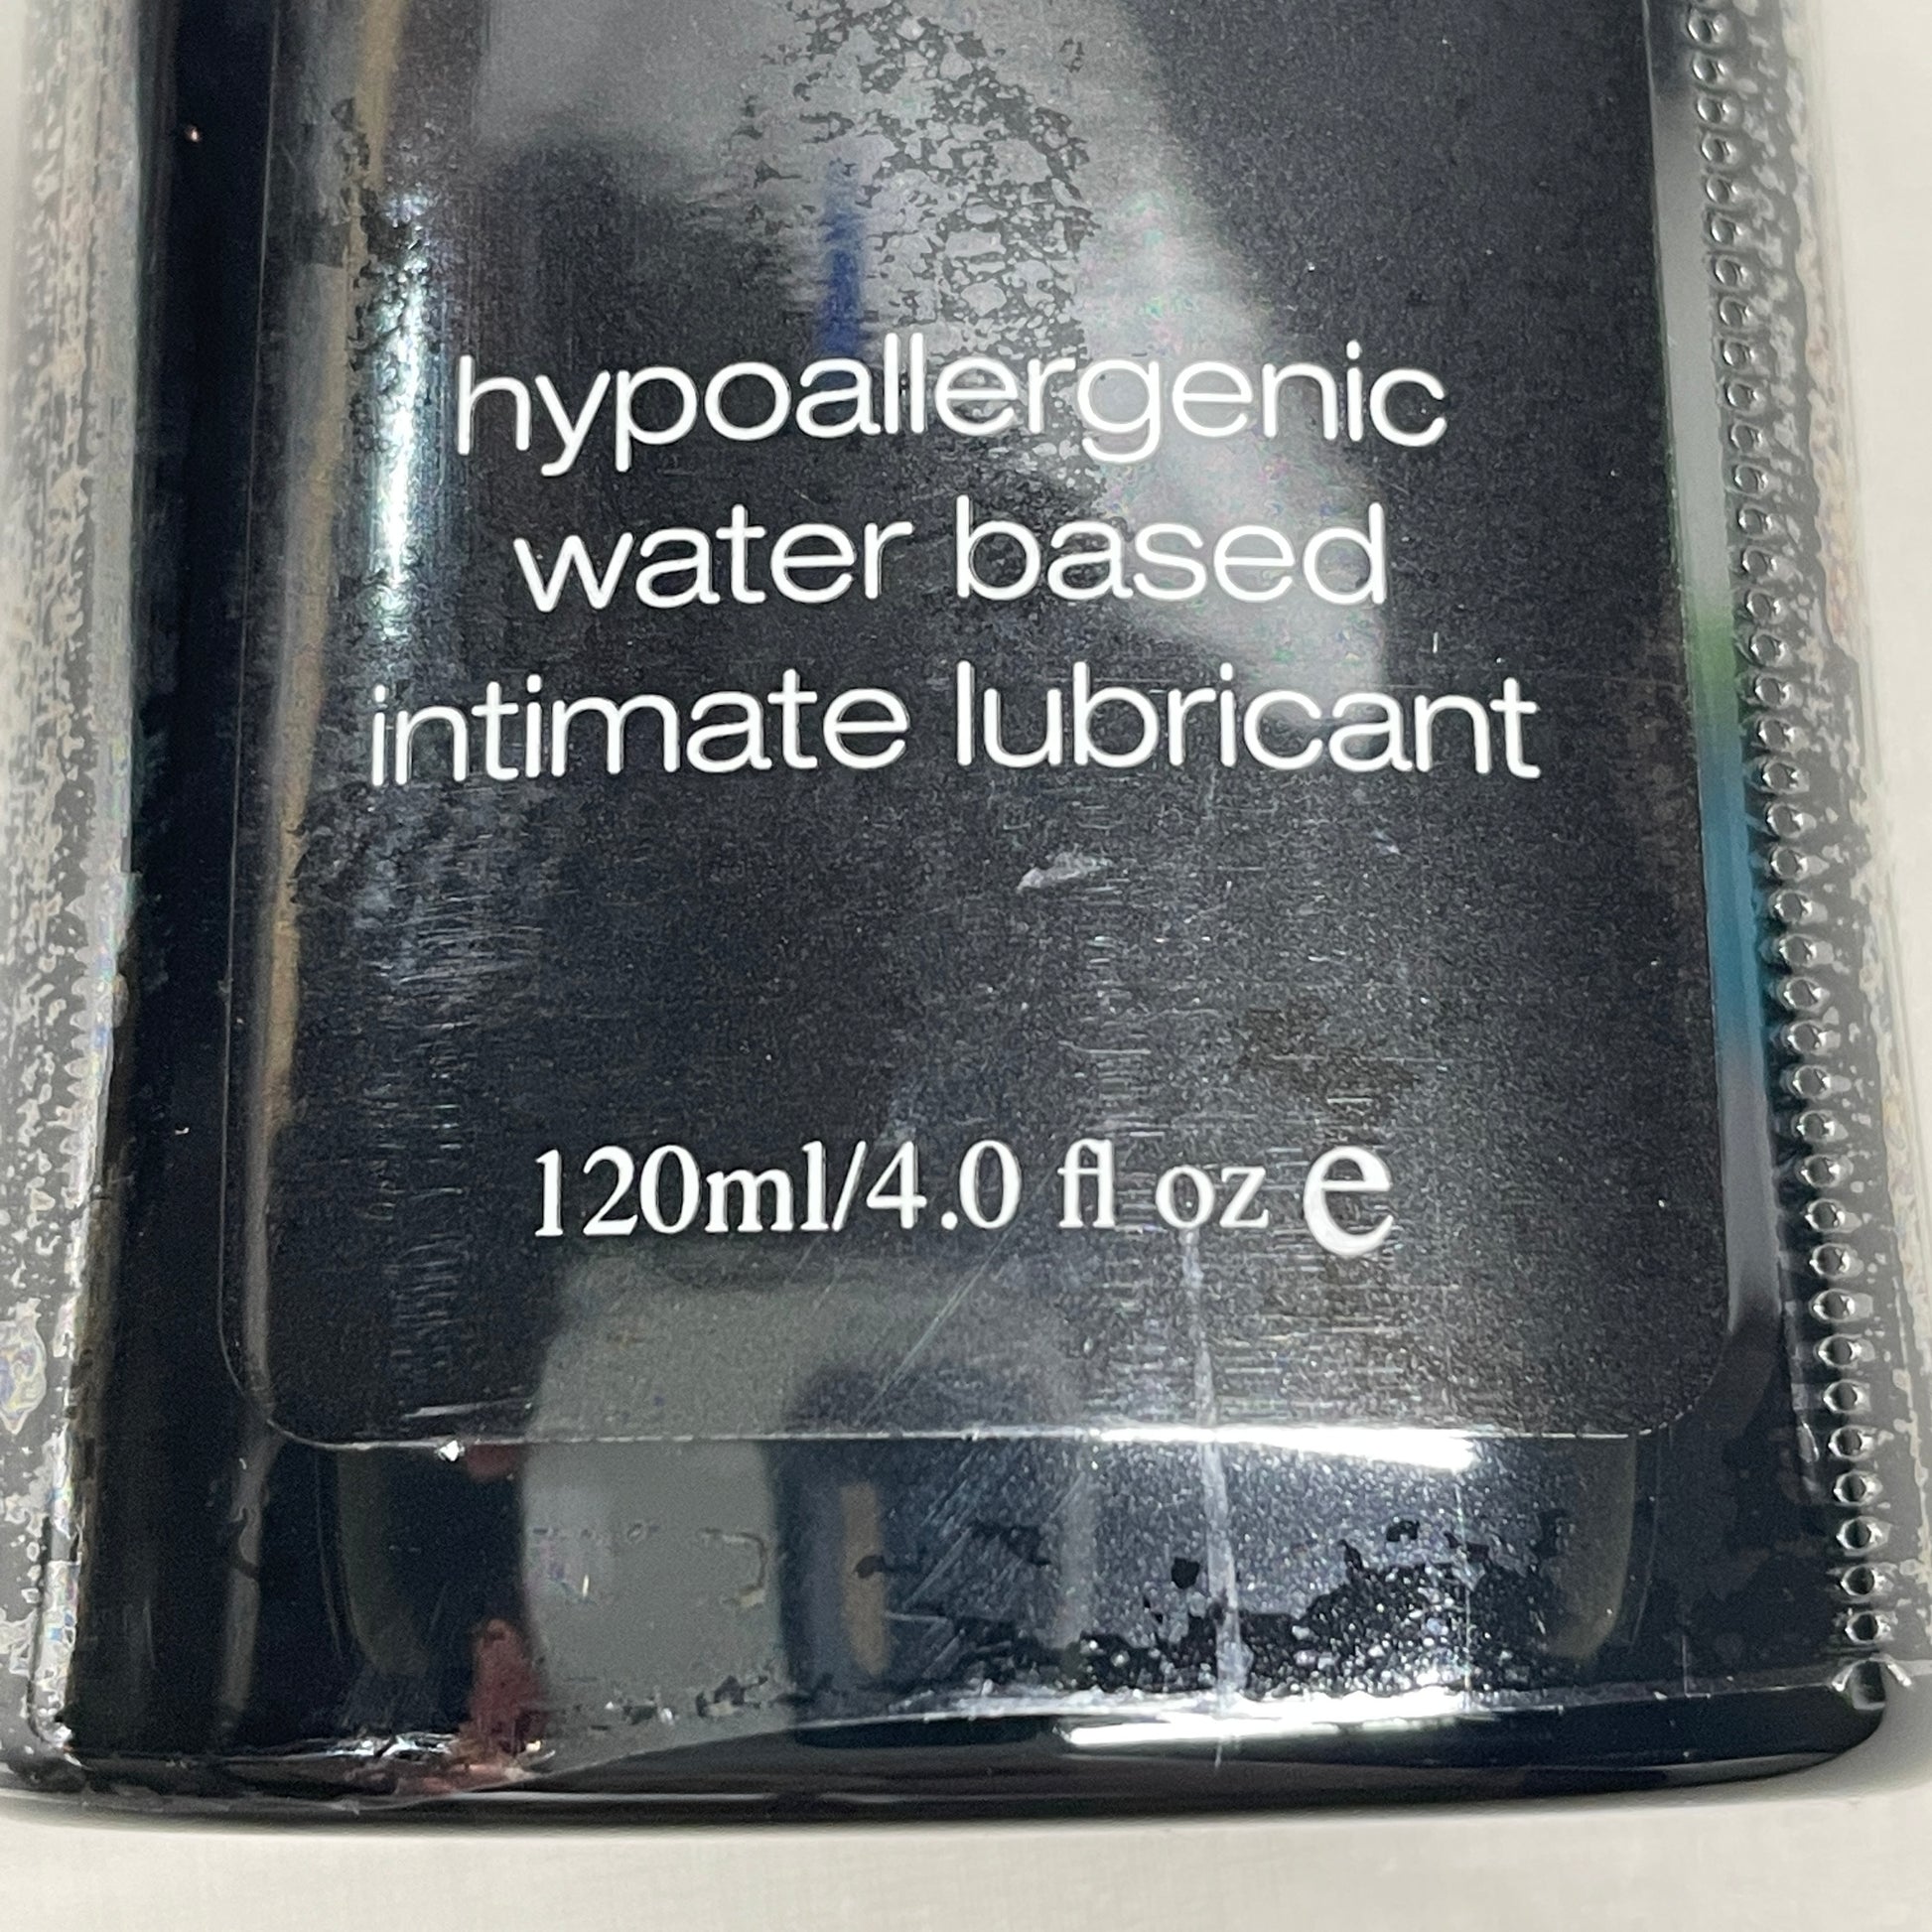 hypoallergenic
water based
intimate lubricant
120ml/4.0 fl oz e